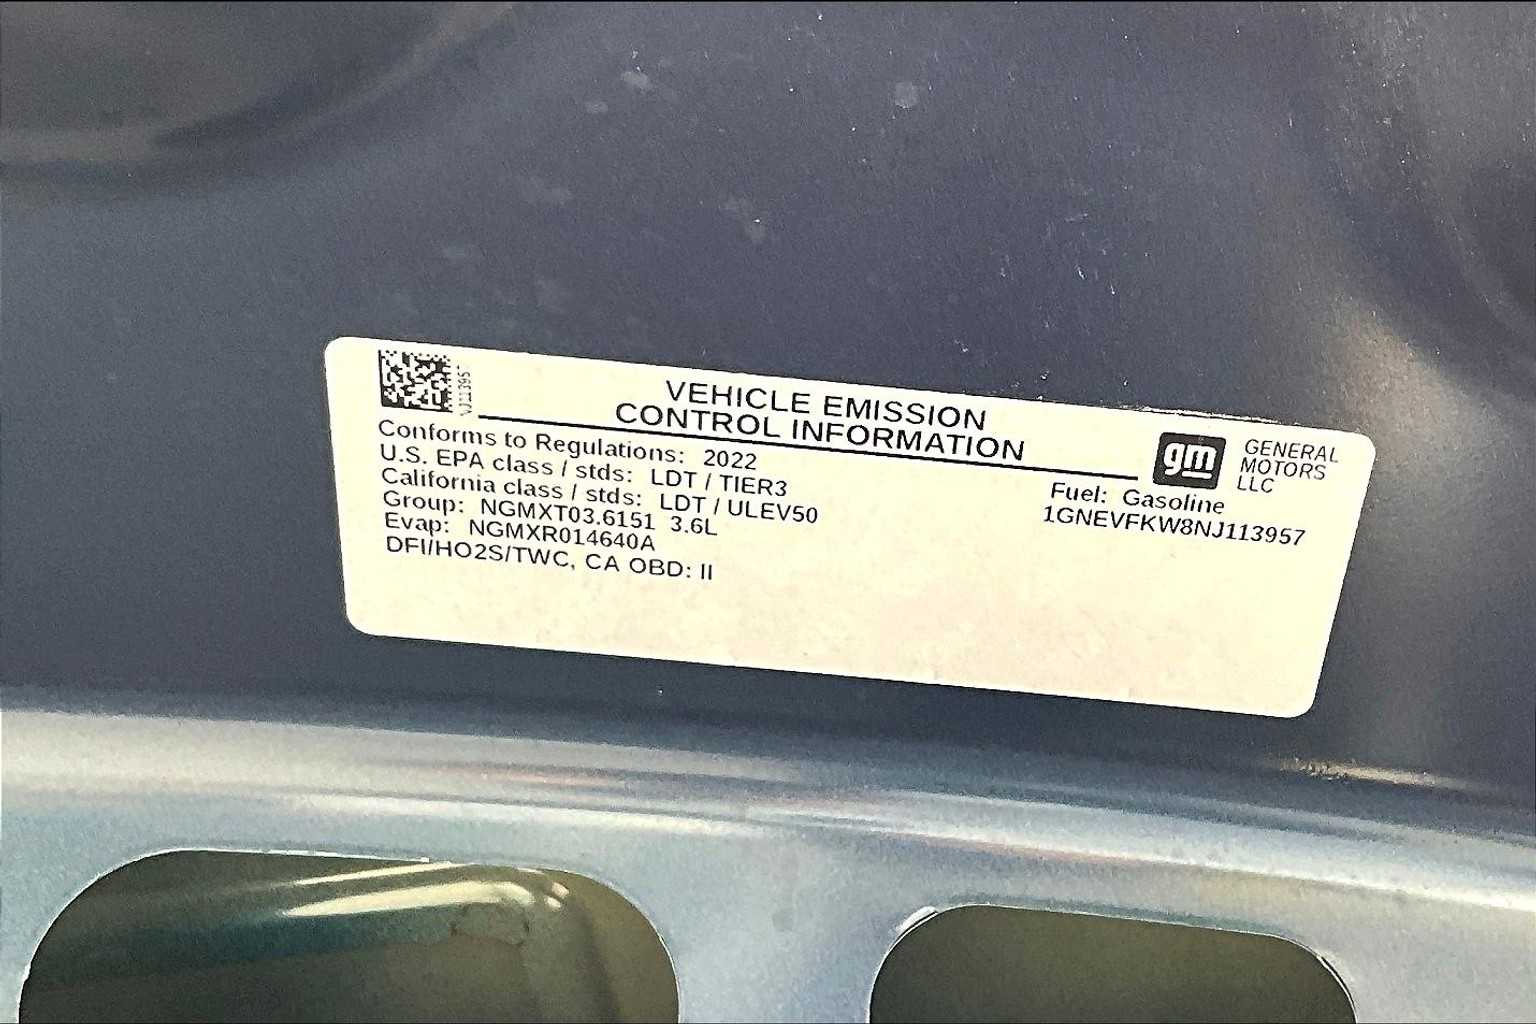 NJ113957
VEHICLE EMISSION
CONTROL INFORMATION
gm
GENERAL
MOTORS
LLC
Conforms to Regulations: 2022
U.S. EPA class / stds: LDT / TIER3
California class / stds: LDT / ULEV50
Group: NGMXT03.6151 3.6L
Evap: NGMXR014640A
DFI/HO2S/TWC, CA OBD: II
Fuel: Gasoline
1GNEVFKW8NJ113957